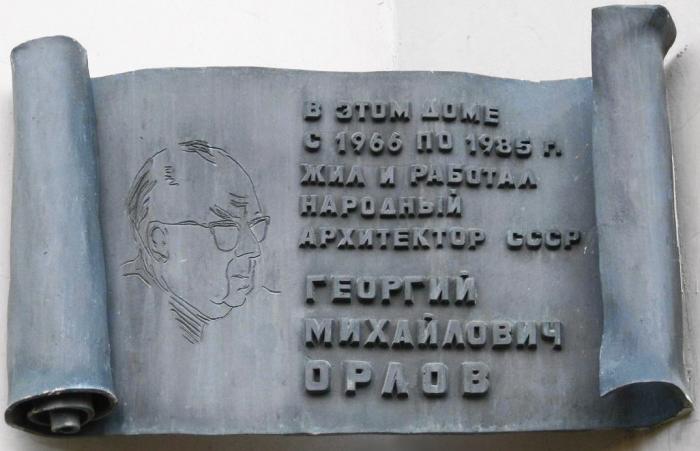 В ЭТОМ ДОМЕ
С 1966 ПО 1985 Г.
ЖИЛ И РАБОТАЛ
НАРОДНЫЙ
АРХИТЕКТОР СССР
ГЕОРГИЙ
МИХАЙЛОВИЧ
ОРЛОВ